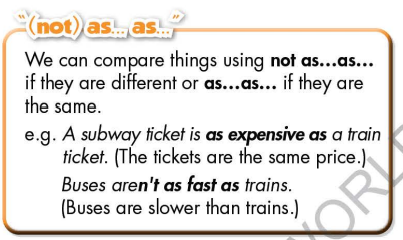 "(not) as... as..."
We can compare things using not as...as...
if they are different or as...as... if they are
the same.
e.g. A subway ticket is as expensive as a train
ticket. (The tickets are the same price.)
Buses aren't as fast as trains.
(Buses are slower than trains.)
WORL